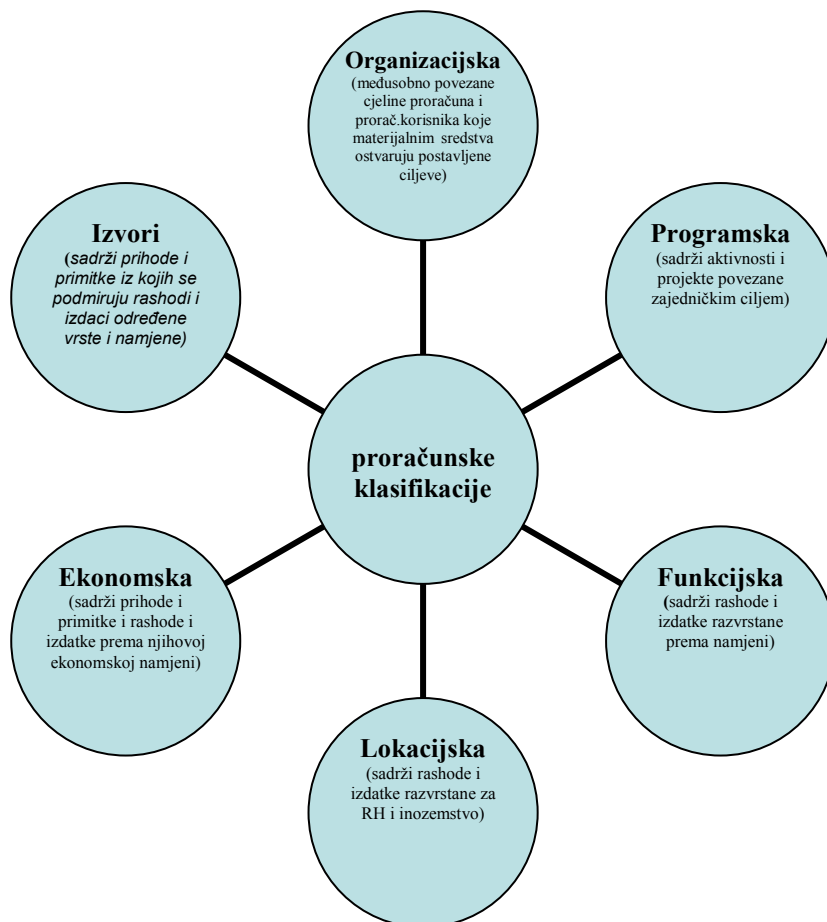 Organizacijska
(međusobno povezane
cjeline proračuna i
prorač.korisnika koje
materijalnim sredstva
ostvaruju postavljene
ciljeve)
Izvori
(sadrži prihode i
primitke iz kojih se
podmiruju rashodi i
izdaci određene
vrste i namjene)
Programska
(sadrži aktivnosti i
projekte povezane
zajedničkim ciljem)
proračunske
klasifikacije
Ekonomska
(sadrži prihode i
primitke i rashode i
izdatke prema njihovoj
ekonomskoj namjeni)
Funkcijska
(sadrži rashode i
izdatke razvrstane
prema namjeni)
Lokacijska
(sadrži rashode i
izdatke razvrstane za
RH i inozemstvo)